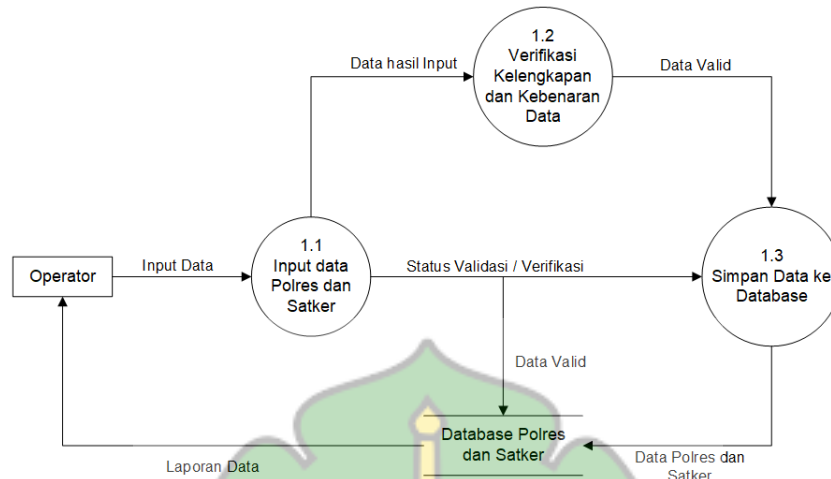 1.2
Verifikasi
Kelengkapan
dan Kebenaran
Data
Data hasil Input
Data Valid
Operator
Input Data
1.1
Input data
Polres dan
Satker
Status Validasi / Verifikasi
1.3
Simpan Data ke
Database
Data Valid
Database Polres
dan Satker
Laporan Data
Data Polres dan
Satker